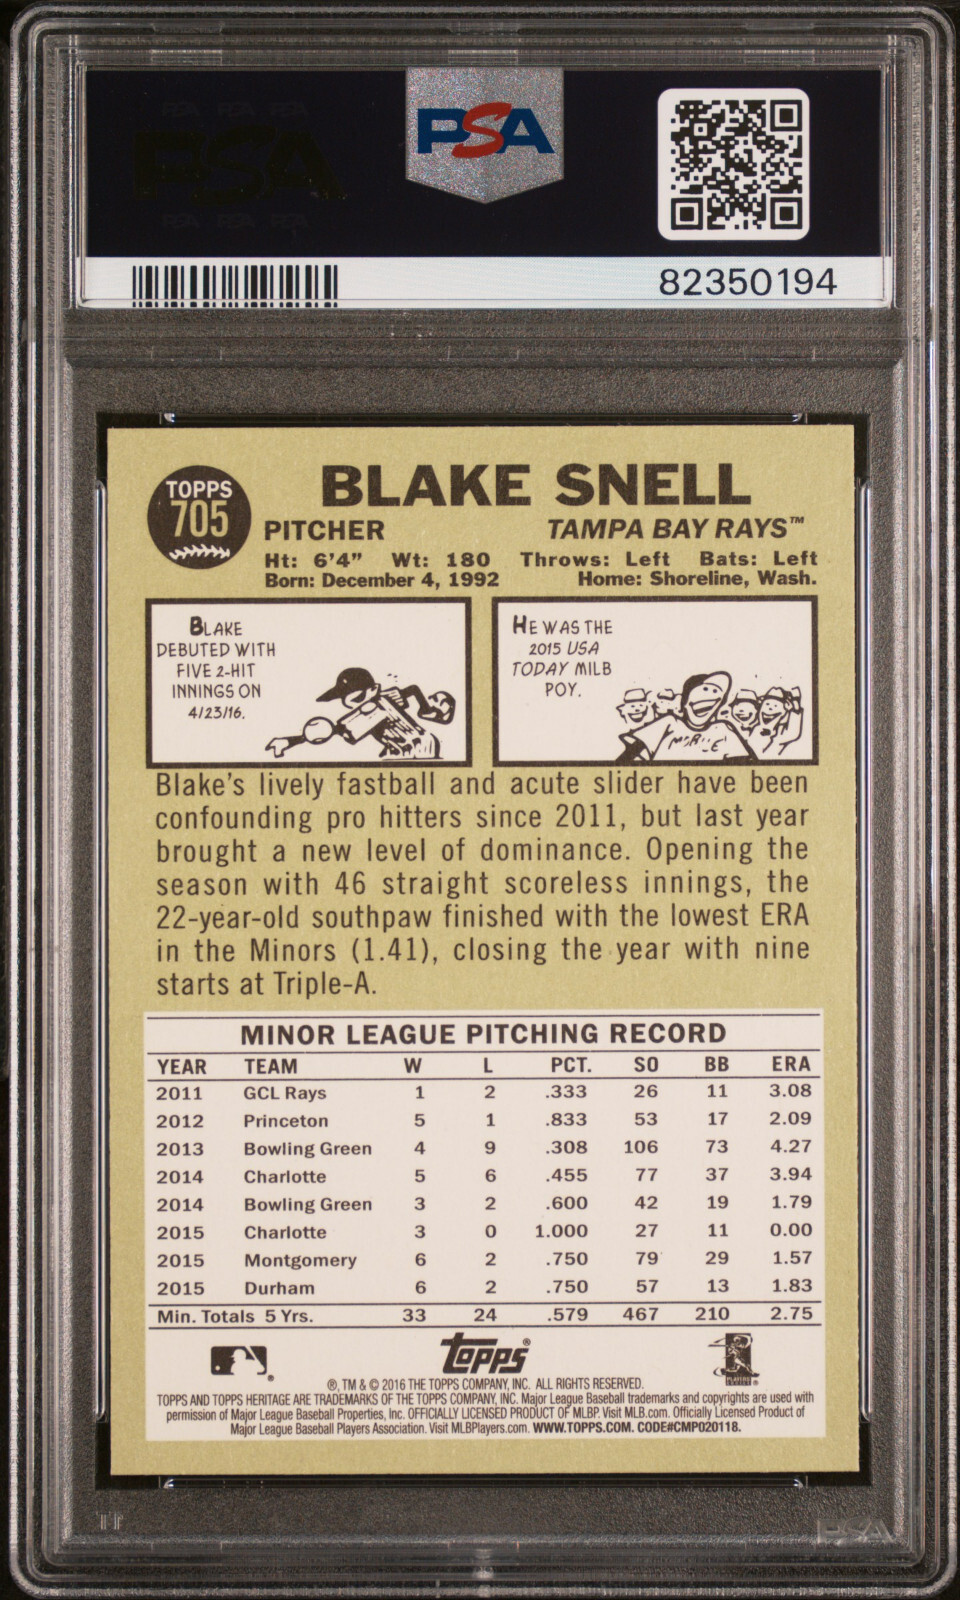 PSA PSA PSA
PSA
PSA PSA PSA
PSA
82350194
TOPPS
705
BLAKE SNELL
PITCHER TAMPA BAY RAYS™
Ht: 6'4" Wt: 180 Throws: Left Bats: Left
Born: December 4, 1992 Home: Shoreline, Wash.
BLAKE
DEBUTED WITH
FIVE 2-HIT
INNINGS ON
4/23/16.
HE WAS THE
2015 USA
TODAY MILB
POY.
Blake's lively fastball and acute slider have been
confounding pro hitters since 2011, but last year
brought a new level of dominance. Opening the
season with 46 straight scoreless innings, the
22-year-old southpaw finished with the lowest ERA
in the Minors (1.41), closing the year with nine
starts at Triple-A.
MINOR LEAGUE PITCHING RECORD
YEAR TEAM W L PCT. SO BB ERA
2011 GCL Rays 1 2 .333 26 11 3.08
2012 Princeton 5 1 .833 53 17 2.09
2013 Bowling Green 4 9 .308 106 73 4.27
2014 Charlotte 5 6 .455 77 37 3.94
2014 Bowling Green 3 2 .600 42 19 1.79
2015 Charlotte 3 0 1.000 27 11 0.00
2015 Montgomery 6 2 .750 79 29 1.57
2015 Durham 6 2 .750 57 13 1.83
Min. Totals 5 Yrs. 33 24 .579 467 210 2.75
topps®
®, TM & © 2016 THE TOPPS COMPANY, INC. ALL RIGHTS RESERVED.
TOPPS AND TOPPS HERITAGE ARE TRADEMARKS OF THE TOPPS COMPANY, INC. Major League Baseball trademarks and copyrights are used with
permission of Major League Baseball Properties, Inc. OFFICIALLY LICENSED PRODUCT OF MLBP. Visit MLB.com. Officially Licensed Product of
Major League Baseball Players Association. Visit MLBPlayers.com. WWW.TOPPS.COM. CODE#CMP020118.
PSA